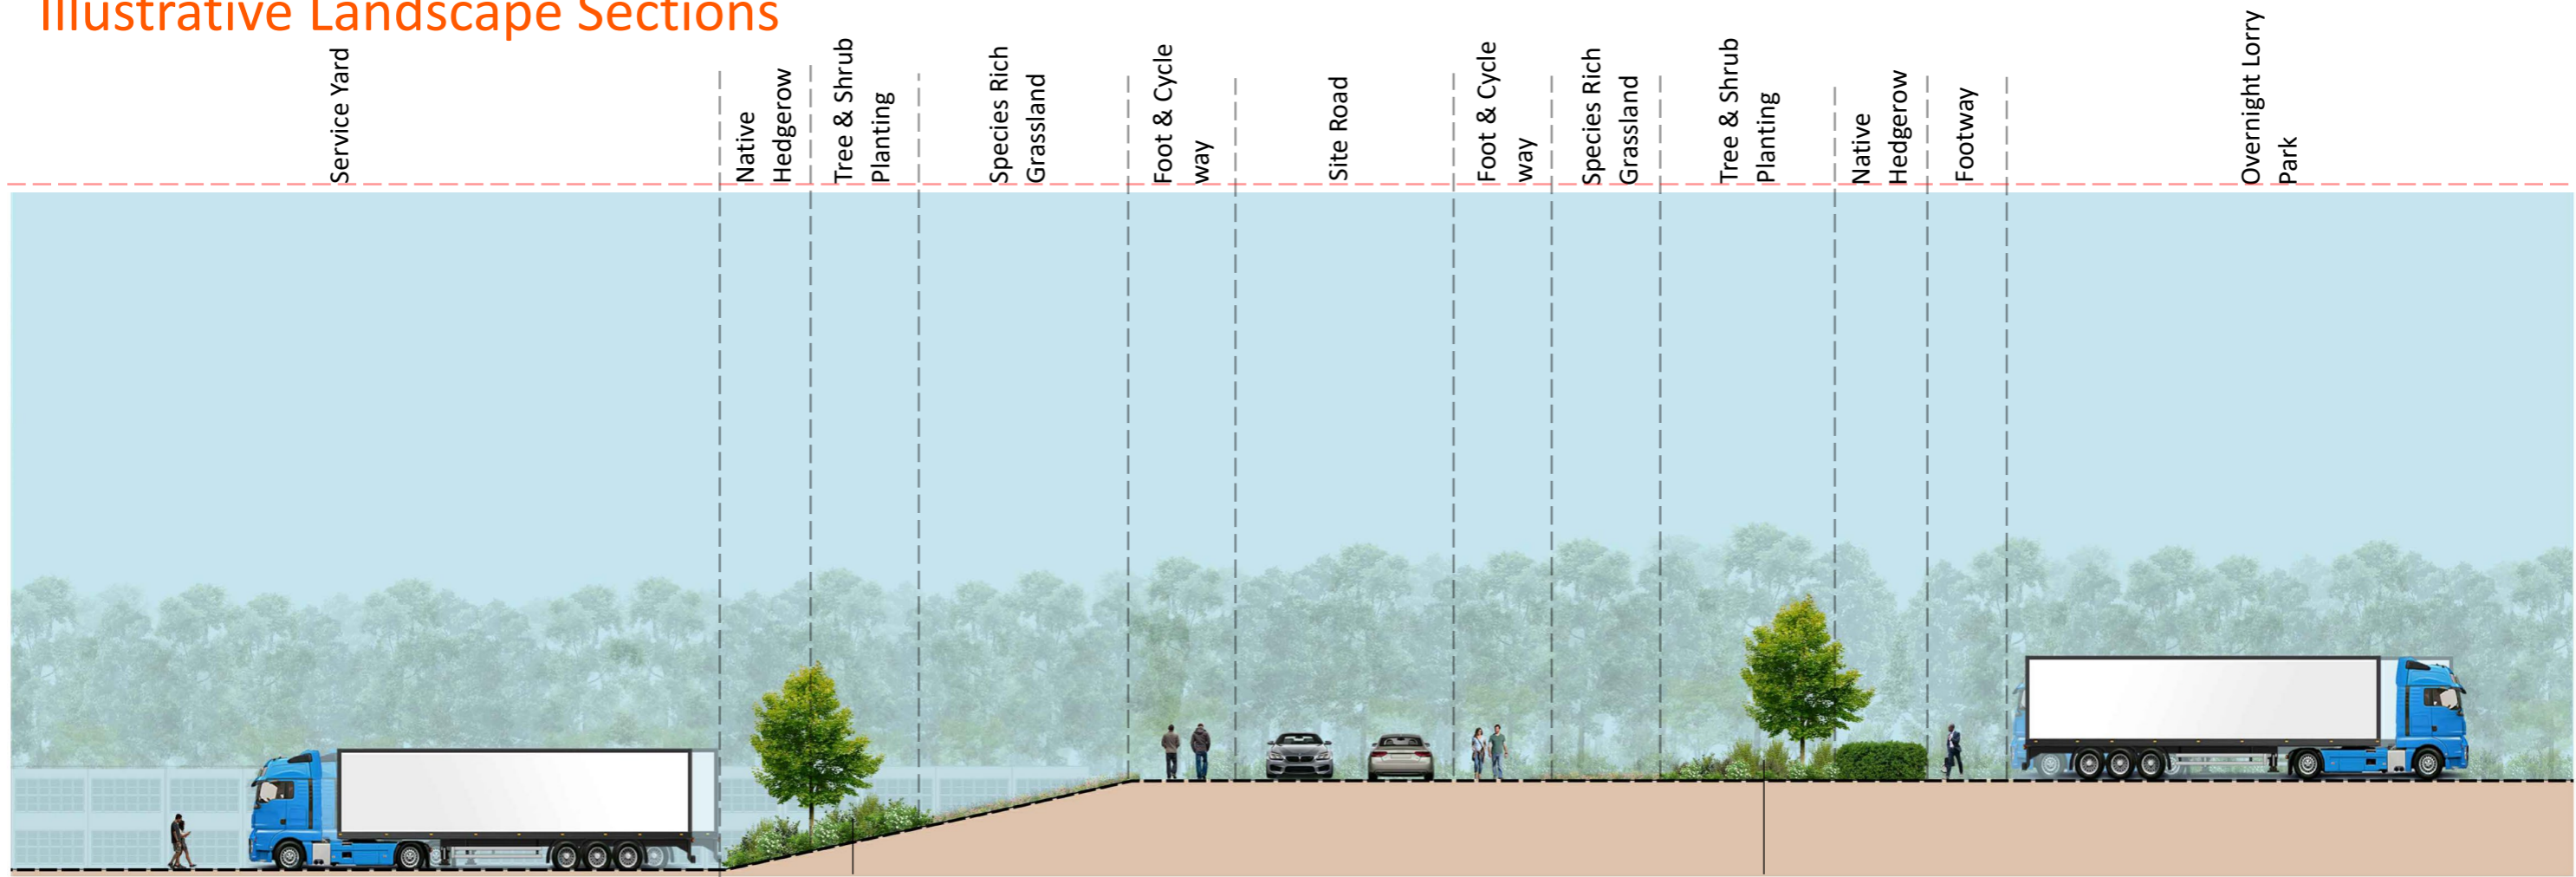 Illustrative Landscape Sections
Service Yard
Native
Hedgerow
Tree & Shrub
Planting
Species Rich
Grassland
Foot & Cycle
way
Site Road
Foot & Cycle
way
Species Rich
Grassland
Tree & Shrub
Planting
Native
Hedgerow
Footway
Overnight Lorry
Park